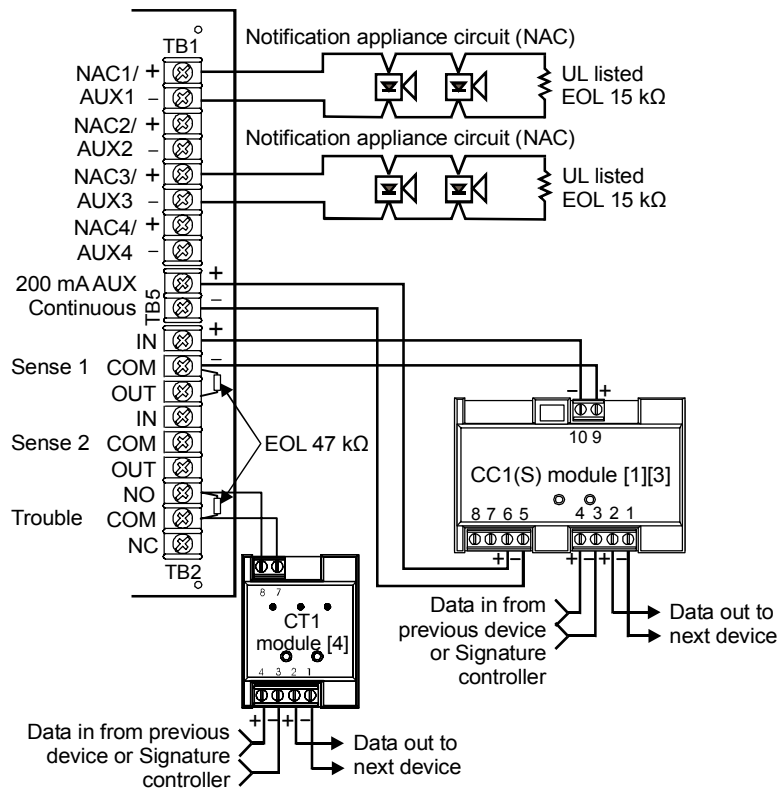 TB1
Notification appliance circuit (NAC)
NAC1/ +
AUX1 –
UL listed
EOL 15 kΩ
NAC2/ +
AUX2 –
Notification appliance circuit (NAC)
NAC3/ +
AUX3 –
UL listed
EOL 15 kΩ
NAC4/ +
AUX4 –
200 mA AUX +
Continuous –
TB5
IN +
Sense 1 COM –
OUT
IN
Sense 2 COM
OUT
EOL 47 kΩ
NO
Trouble COM
NC
TB2
– +
10 9
CC1(S) module [1][3]
8 7 6 5 4 3 2 1
+ – + – + –
Data in from
previous device
or Signature
controller
Data out to
next device
8 7
CT1
module [4]
4 3 2 1
+ – + –
Data in from previous
device or Signature
controller
Data out to
next device